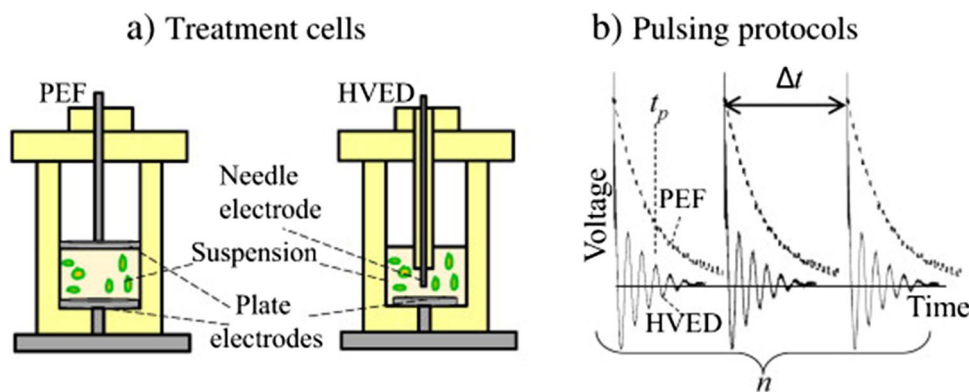 a) Treatment cells
PEF
HVED
Needle
electrode
Suspension
Plate
electrodes
b) Pulsing protocols
Δt
t_p
PEF
Voltage
Time
HVED
n